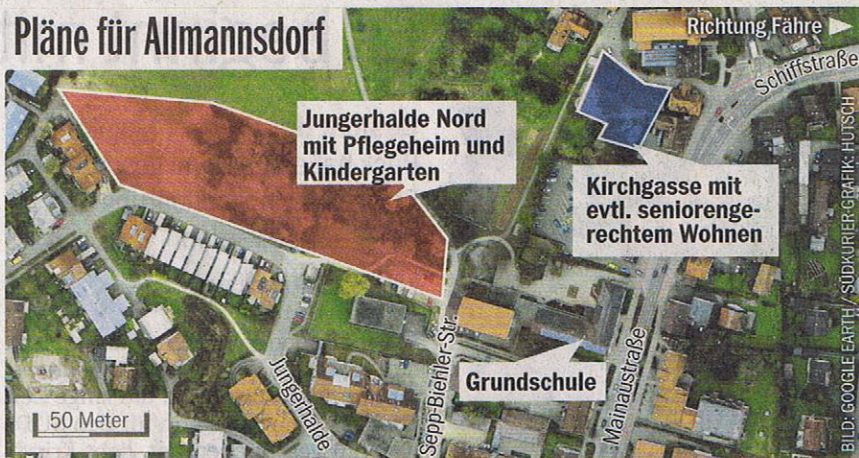 Pläne für Allmannsdorf
Richtung Fähre
Schiffstraße
Jungerhalde Nord
mit Pflegeheim und
Kindergarten
Kirchgasse mit
evtl. seniorenge-
rechtem Wohnen
Grundschule
Jungerhalde
Sepp-Biehler-Str.
Mainaustraße
50 Meter
BILD: GOOGLE EARTH / SÜDKURIER-GRAFIK: HUTSCH